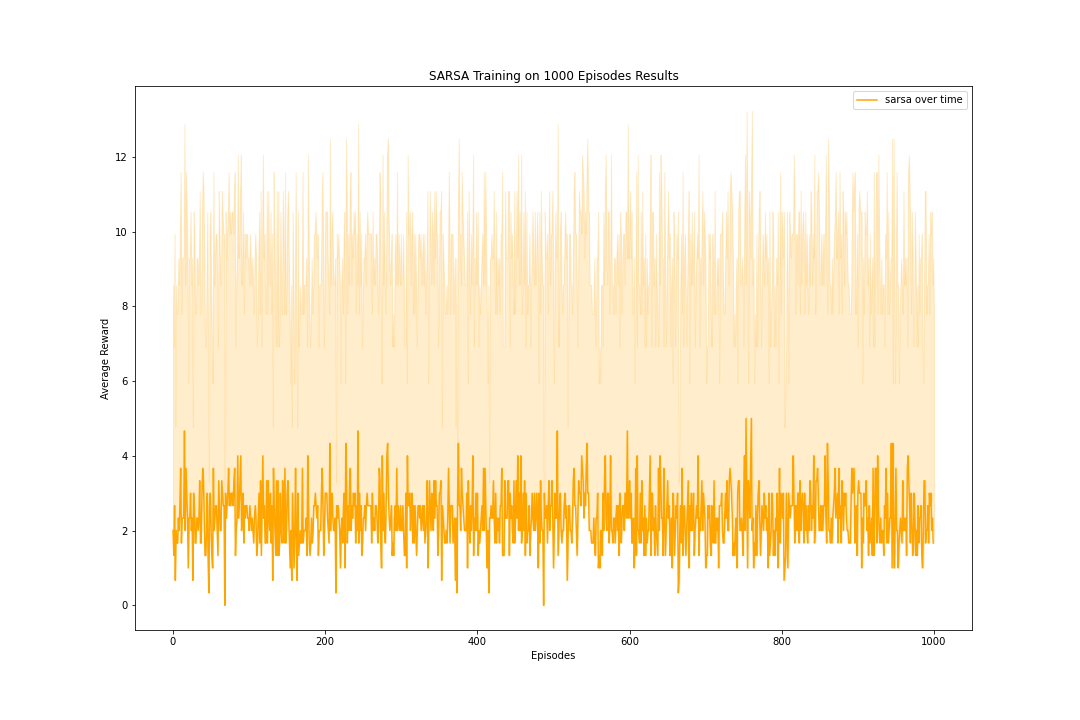 SARSA Training on 1000 Episodes Results
sarsa over time
12
10
8
6
4
2
0
Average Reward
0 200 400 600 800 1000
Episodes